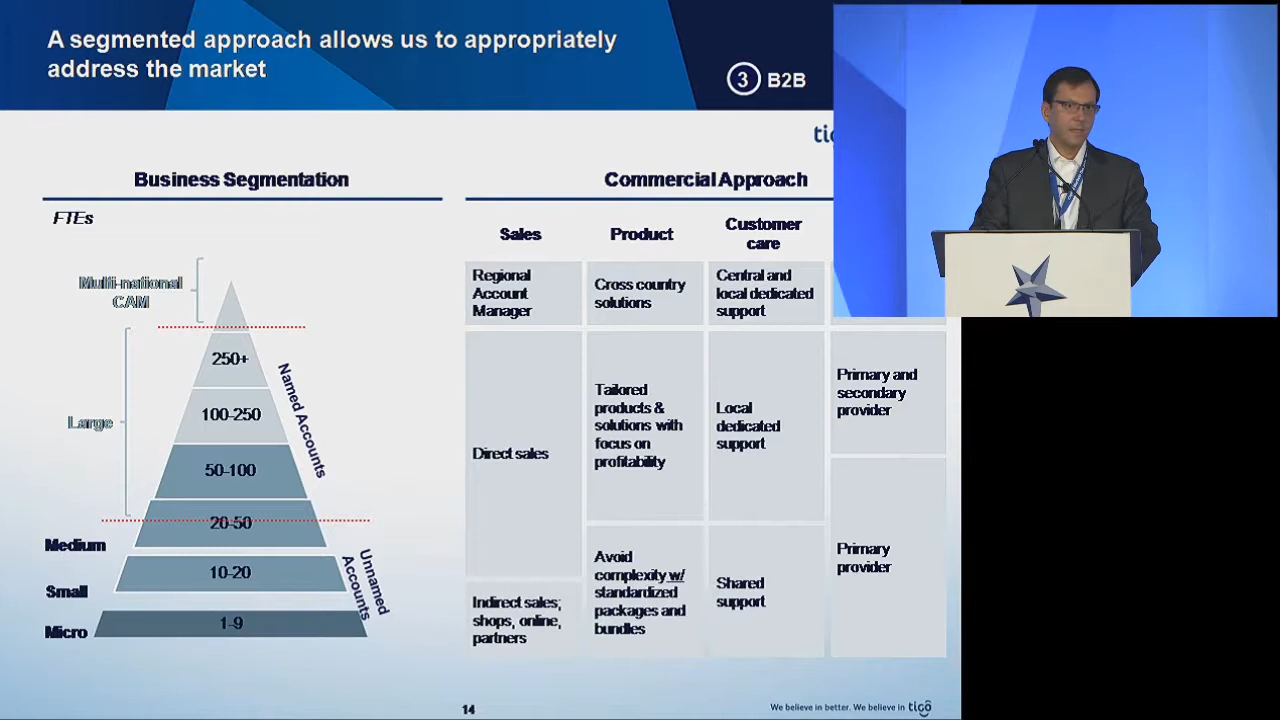 A segmented approach allows us to appropriately
address the market
3 B2B
Business Segmentation
FTEs
Multi-national
CAM
Large
Medium
Small
Micro
250+
100-250
50-100
20-50
10-20
1-9
Named Accounts
Unnamed
Accounts
Commercial Approach
Sales
Product
Customer
care
Regional
Account
Manager
Cross country
solutions
Central and
local dedicated
support
Direct sales
Tailored
products &
solutions with
focus on
profitability
Local
dedicated
support
Primary and
secondary
provider
Indirect sales;
shops, online,
partners
Avoid
complexity w/
standardized
packages and
bundles
Shared
support
Primary
provider
14
We believe in better. We believe in tigo